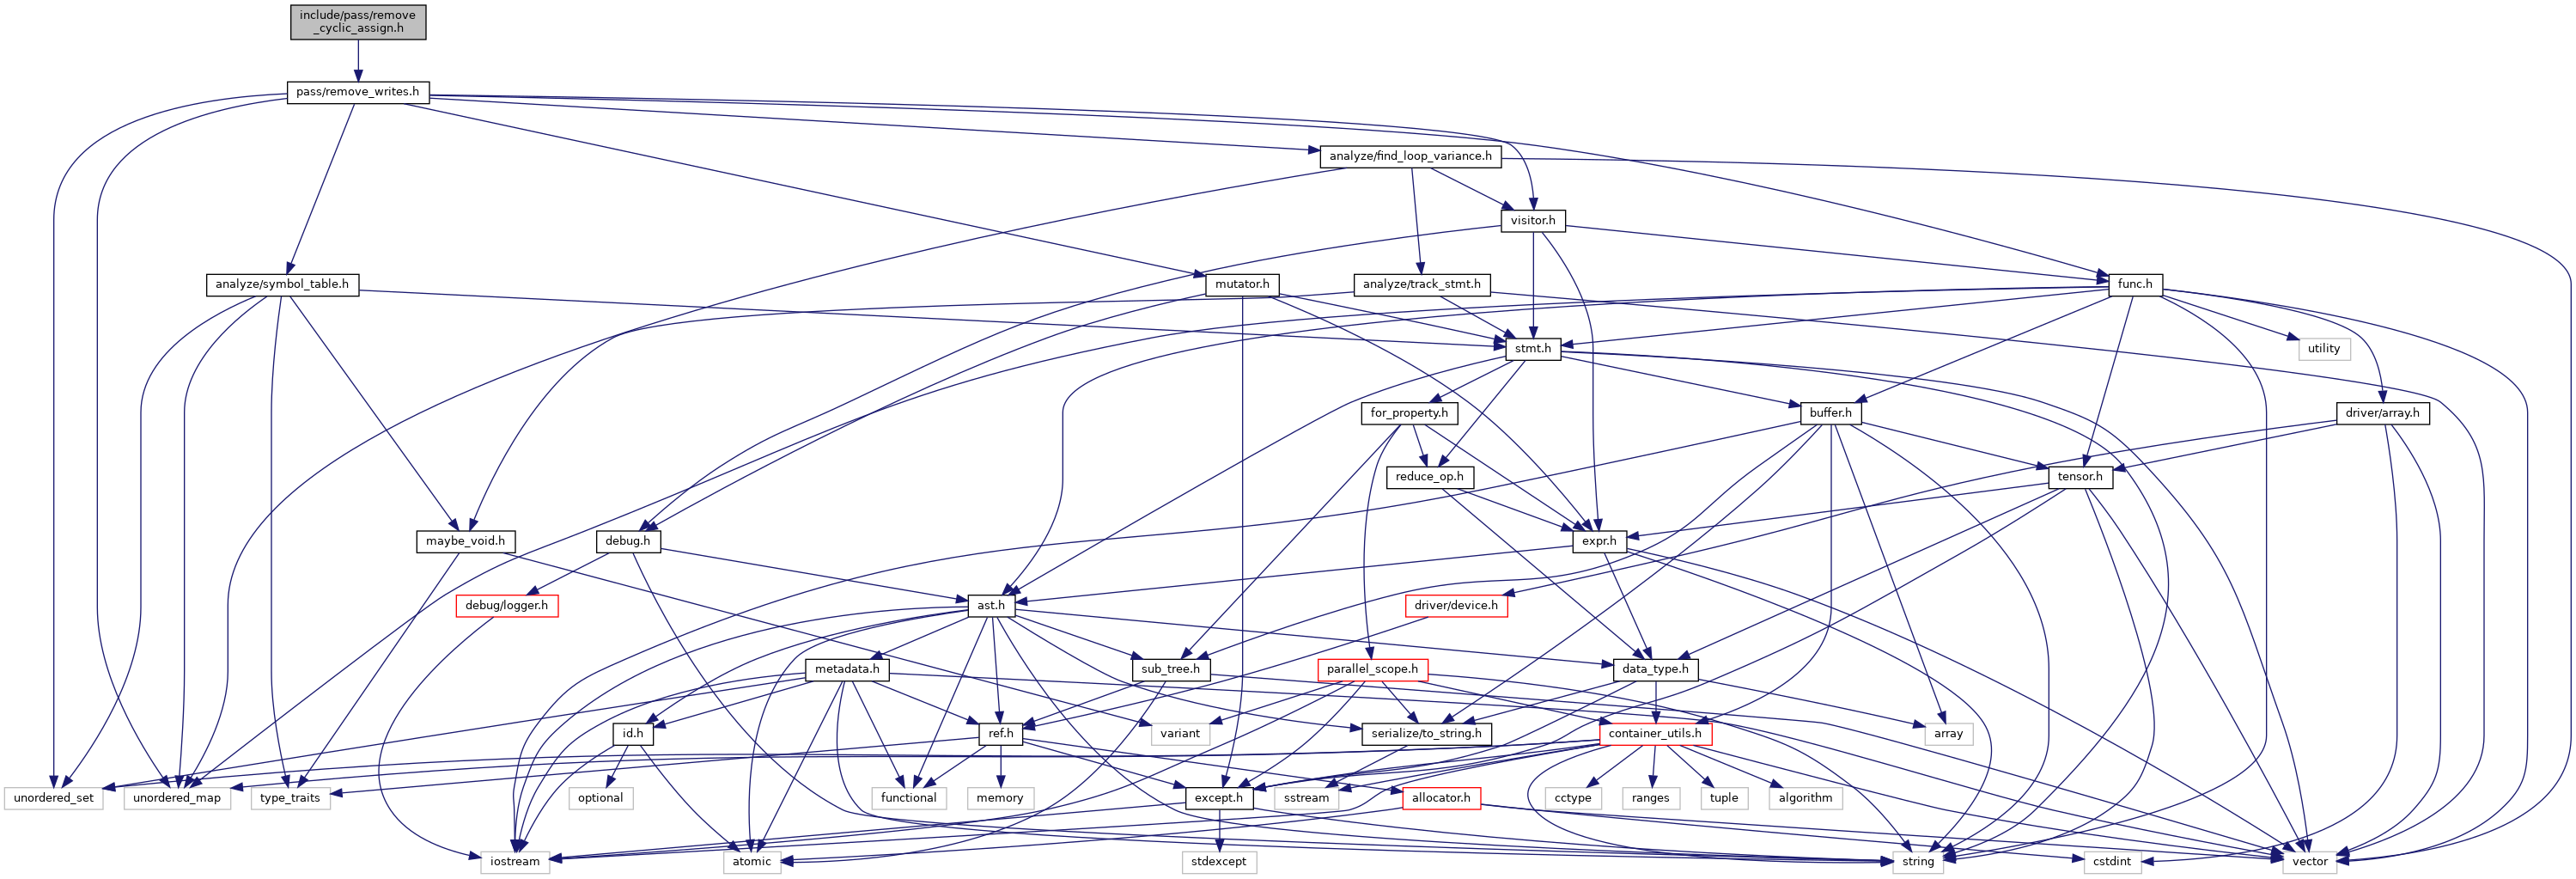 include/pass/remove
_cyclic_assign.h
pass/remove_writes.h
analyze/find_loop_variance.h
visitor.h
analyze/symbol_table.h
mutator.h
analyze/track_stmt.h
func.h
stmt.h
utility
for_property.h
buffer.h
driver/array.h
reduce_op.h
tensor.h
maybe_void.h
debug.h
expr.h
debug/logger.h
ast.h
driver/device.h
metadata.h
sub_tree.h
parallel_scope.h
data_type.h
id.h
ref.h
variant
serialize/to_string.h
container_utils.h
array
unordered_set
unordered_map
type_traits
optional
functional
memory
except.h
sstream
allocator.h
cctype
ranges
tuple
algorithm
iostream
atomic
stdexcept
string
cstdint
vector